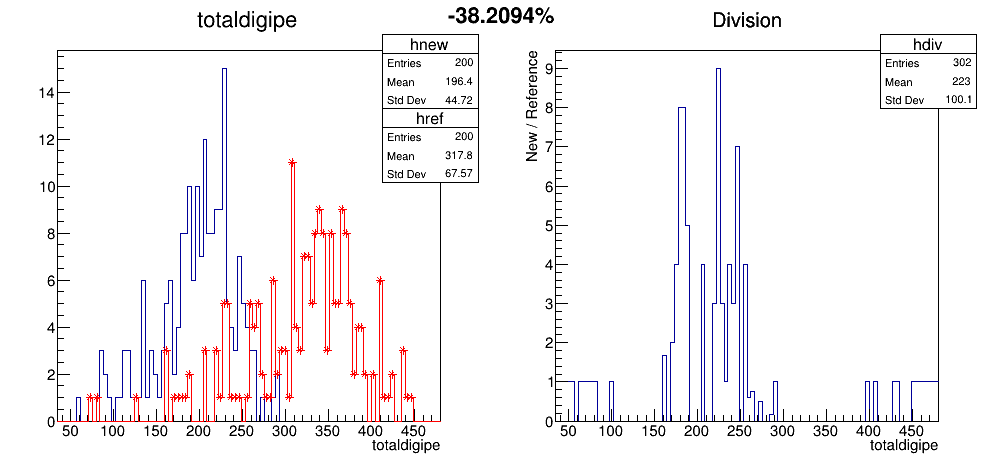 -38.2094%
totaldigipe
hnew
Entries 200
Mean 196.4
Std Dev 44.72
href
Entries 200
Mean 317.8
Std Dev 67.57
14
12
10
8
6
4
2
0
50 100 150 200 250 300 350 400 450
totaldigipe
Division
hdiv
Entries 302
Mean 223
Std Dev 100.1
New / Reference
9
8
7
6
5
4
3
2
1
0
50 100 150 200 250 300 350 400 450
totaldigipe